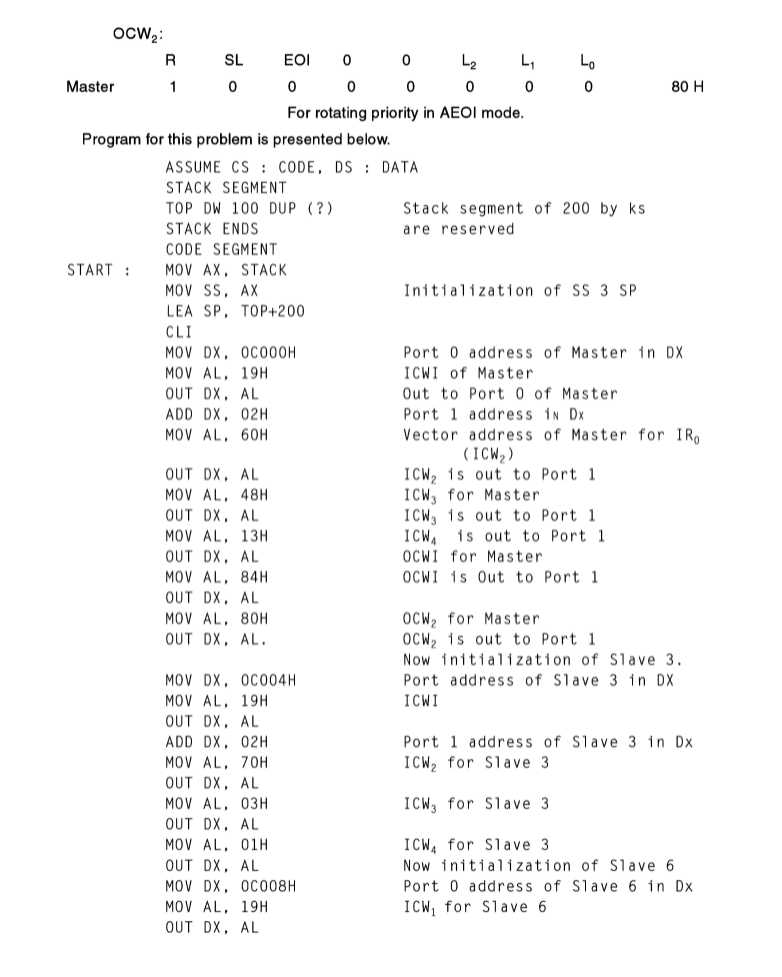 OCW₂:
R SL EOI 0 0 L₂ L₁ L₀
Master 1 0 0 0 0 0 0 0 80 H
For rotating priority in AEOI mode.
Program for this problem is presented below.
ASSUME CS : CODE, DS : DATA
STACK SEGMENT
TOP DW 100 DUP (?) Stack segment of 200 by ks
STACK ENDS are reserved
CODE SEGMENT
START : MOV AX, STACK
MOV SS, AX Initialization of SS 3 SP
LEA SP, TOP+200
CLI
MOV DX, 0C000H Port 0 address of Master in DX
MOV AL, 19H ICWI of Master
OUT DX, AL Out to Port 0 of Master
ADD DX, 02H Port 1 address iN Dx
MOV AL, 60H Vector address of Master for IR₀
(ICW₂)
OUT DX, AL ICW₂ is out to Port 1
MOV AL, 48H ICW₃ for Master
OUT DX, AL ICW₃ is out to Port 1
MOV AL, 13H ICW₄ is out to Port 1
OUT DX, AL OCWI for Master
MOV AL, 84H OCWI is Out to Port 1
OUT DX, AL
MOV AL, 80H OCW₂ for Master
OUT DX, AL. OCW₂ is out to Port 1
Now initialization of Slave 3.
MOV DX, 0C004H Port address of Slave 3 in DX
MOV AL, 19H ICWI
OUT DX, AL
ADD DX, 02H Port 1 address of Slave 3 in Dx
MOV AL, 70H ICW₂ for Slave 3
OUT DX, AL
MOV AL, 03H ICW₃ for Slave 3
OUT DX, AL
MOV AL, 01H ICW₄ for Slave 3
OUT DX, AL Now initialization of Slave 6
MOV DX, 0C008H Port 0 address of Slave 6 in Dx
MOV AL, 19H ICW₁ for Slave 6
OUT DX, AL